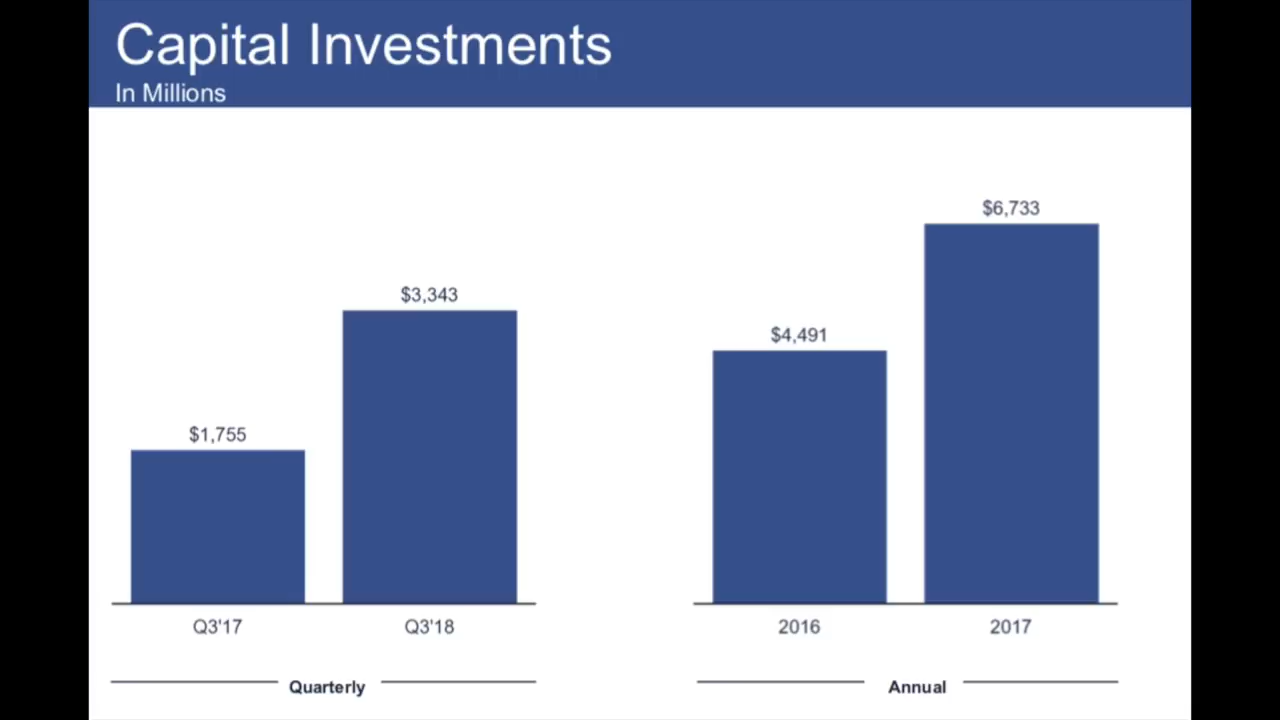 Capital Investments
In Millions
$1,755
$3,343
Q3'17
Q3'18
Quarterly
$4,491
$6,733
2016
2017
Annual